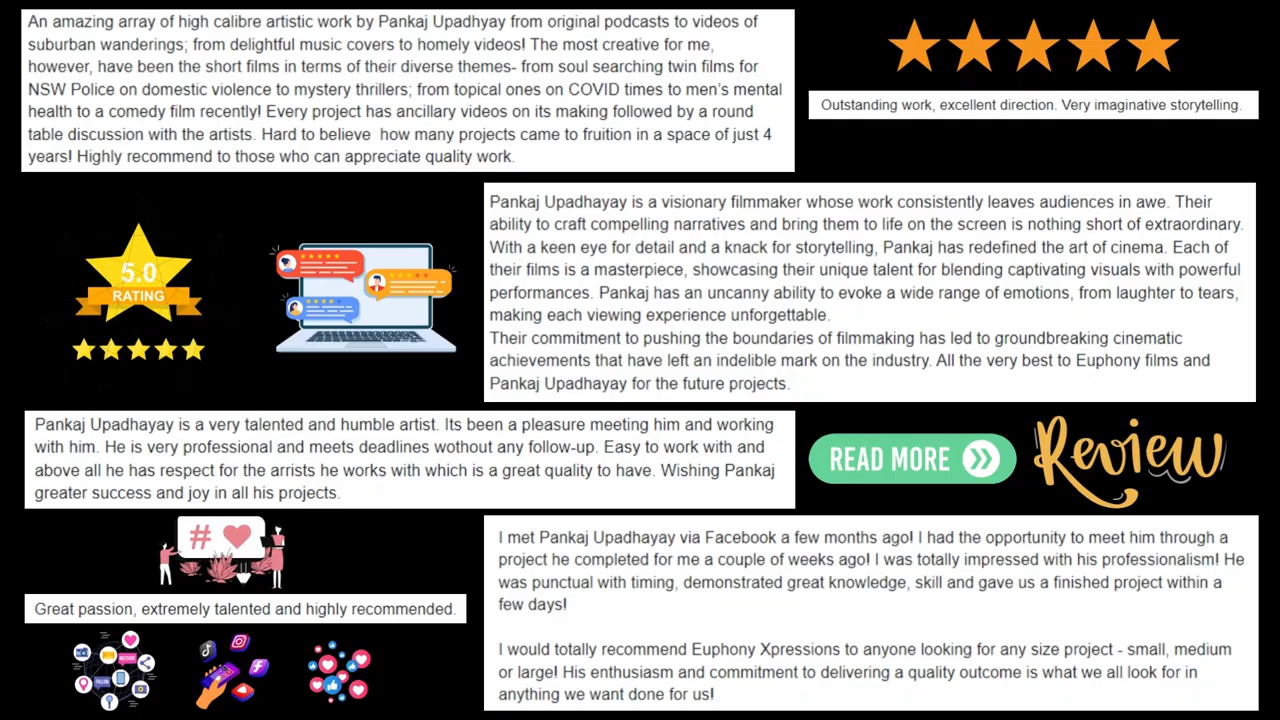 An amazing array of high calibre artistic work by Pankaj Upadhyay from original podcasts to videos of
suburban wanderings; from delightful music covers to homely videos! The most creative for me,
however, have been the short films in terms of their diverse themes- from soul searching twin films for
NSW Police on domestic violence to mystery thrillers; from topical ones on COVID times to men's mental
health to a comedy film recently! Every project has ancillary videos on its making followed by a round
table discussion with the artists. Hard to believe how many projects came to fruition in a space of just 4
years! Highly recommend to those who can appreciate quality work.
Outstanding work, excellent direction. Very imaginative storytelling.
5.0
RATING
Pankaj Upadhayay is a visionary filmmaker whose work consistently leaves audiences in awe. Their
ability to craft compelling narratives and bring them to life on the screen is nothing short of extraordinary.
With a keen eye for detail and a knack for storytelling, Pankaj has redefined the art of cinema. Each of
their films is a masterpiece, showcasing their unique talent for blending captivating visuals with powerful
performances. Pankaj has an uncanny ability to evoke a wide range of emotions, from laughter to tears,
making each viewing experience unforgettable.
Their commitment to pushing the boundaries of filmmaking has led to groundbreaking cinematic
achievements that have left an indelible mark on the industry. All the very best to Euphony films and
Pankaj Upadhayay for the future projects.
Pankaj Upadhayay is a very talented and humble artist. Its been a pleasure meeting him and working
with him. He is very professional and meets deadlines wothout any follow-up. Easy to work with and
above all he has respect for the arrists he works with which is a great quality to have. Wishing Pankaj
greater success and joy in all his projects.
READ MORE
Review
#
Great passion, extremely talented and highly recommended.
FOLLOW
I met Pankaj Upadhayay via Facebook a few months ago! I had the opportunity to meet him through a
project he completed for me a couple of weeks ago! I was totally impressed with his professionalism! He
was punctual with timing, demonstrated great knowledge, skill and gave us a finished project within a
few days!
I would totally recommend Euphony Xpressions to anyone looking for any size project - small, medium
or large! His enthusiasm and commitment to delivering a quality outcome is what we all look for in
anything we want done for us!